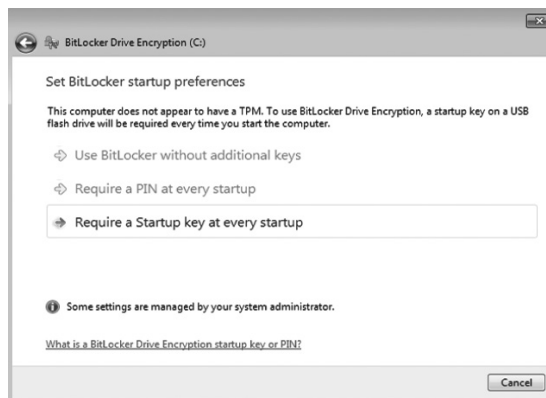 BitLocker Drive Encryption (C:)
Set BitLocker startup preferences
This computer does not appear to have a TPM. To use BitLocker Drive Encryption, a startup key on a USB
flash drive will be required every time you start the computer.
Use BitLocker without additional keys
Require a PIN at every startup
Require a Startup key at every startup
Some settings are managed by your system administrator.
What is a BitLocker Drive Encryption startup key or PIN?
Cancel